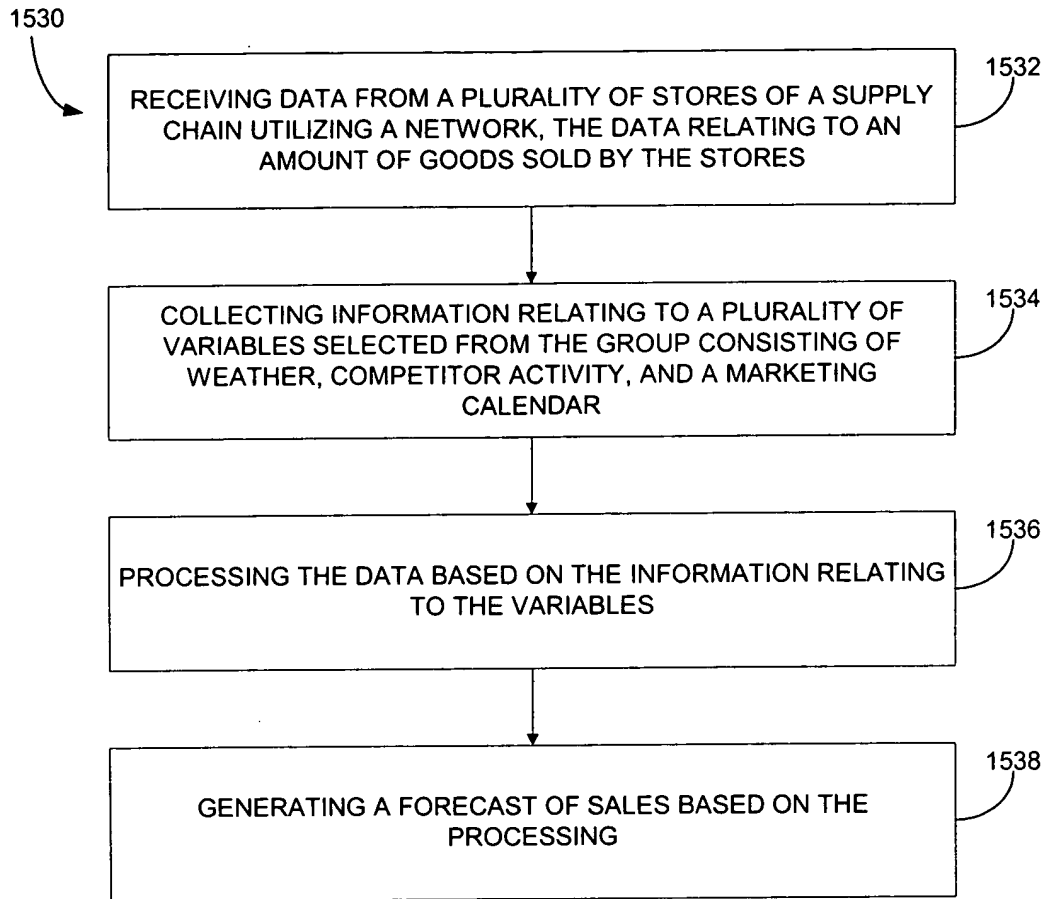 1530
1532
RECEIVING DATA FROM A PLURALITY OF STORES OF A SUPPLY
CHAIN UTILIZING A NETWORK, THE DATA RELATING TO AN
AMOUNT OF GOODS SOLD BY THE STORES
1534
COLLECTING INFORMATION RELATING TO A PLURALITY OF
VARIABLES SELECTED FROM THE GROUP CONSISTING OF
WEATHER, COMPETITOR ACTIVITY, AND A MARKETING
CALENDAR
1536
PROCESSING THE DATA BASED ON THE INFORMATION RELATING
TO THE VARIABLES
1538
GENERATING A FORECAST OF SALES BASED ON THE
PROCESSING